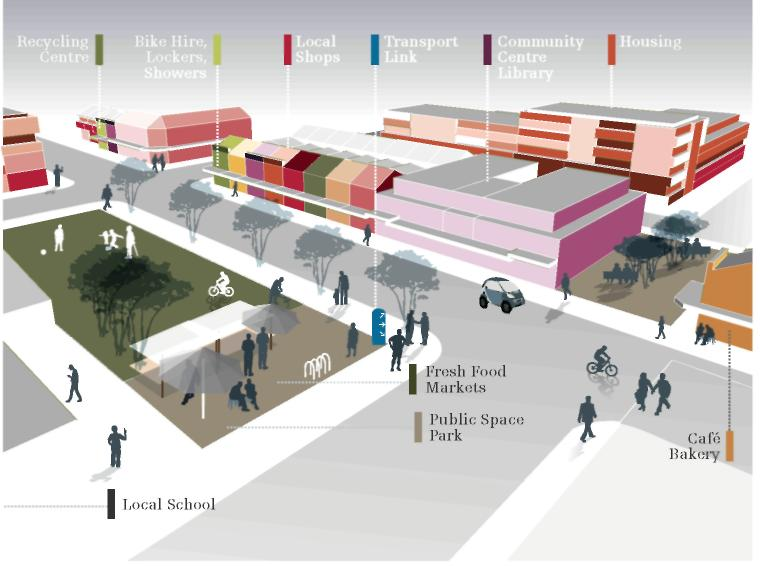 Recycling
Centre
Bike Hire,
Lockers,
Showers
Local
Shops
Transport
Link
Community
Centre
Library
Housing
Fresh Food
Markets
Public Space
Park
Café
Bakery
Local School